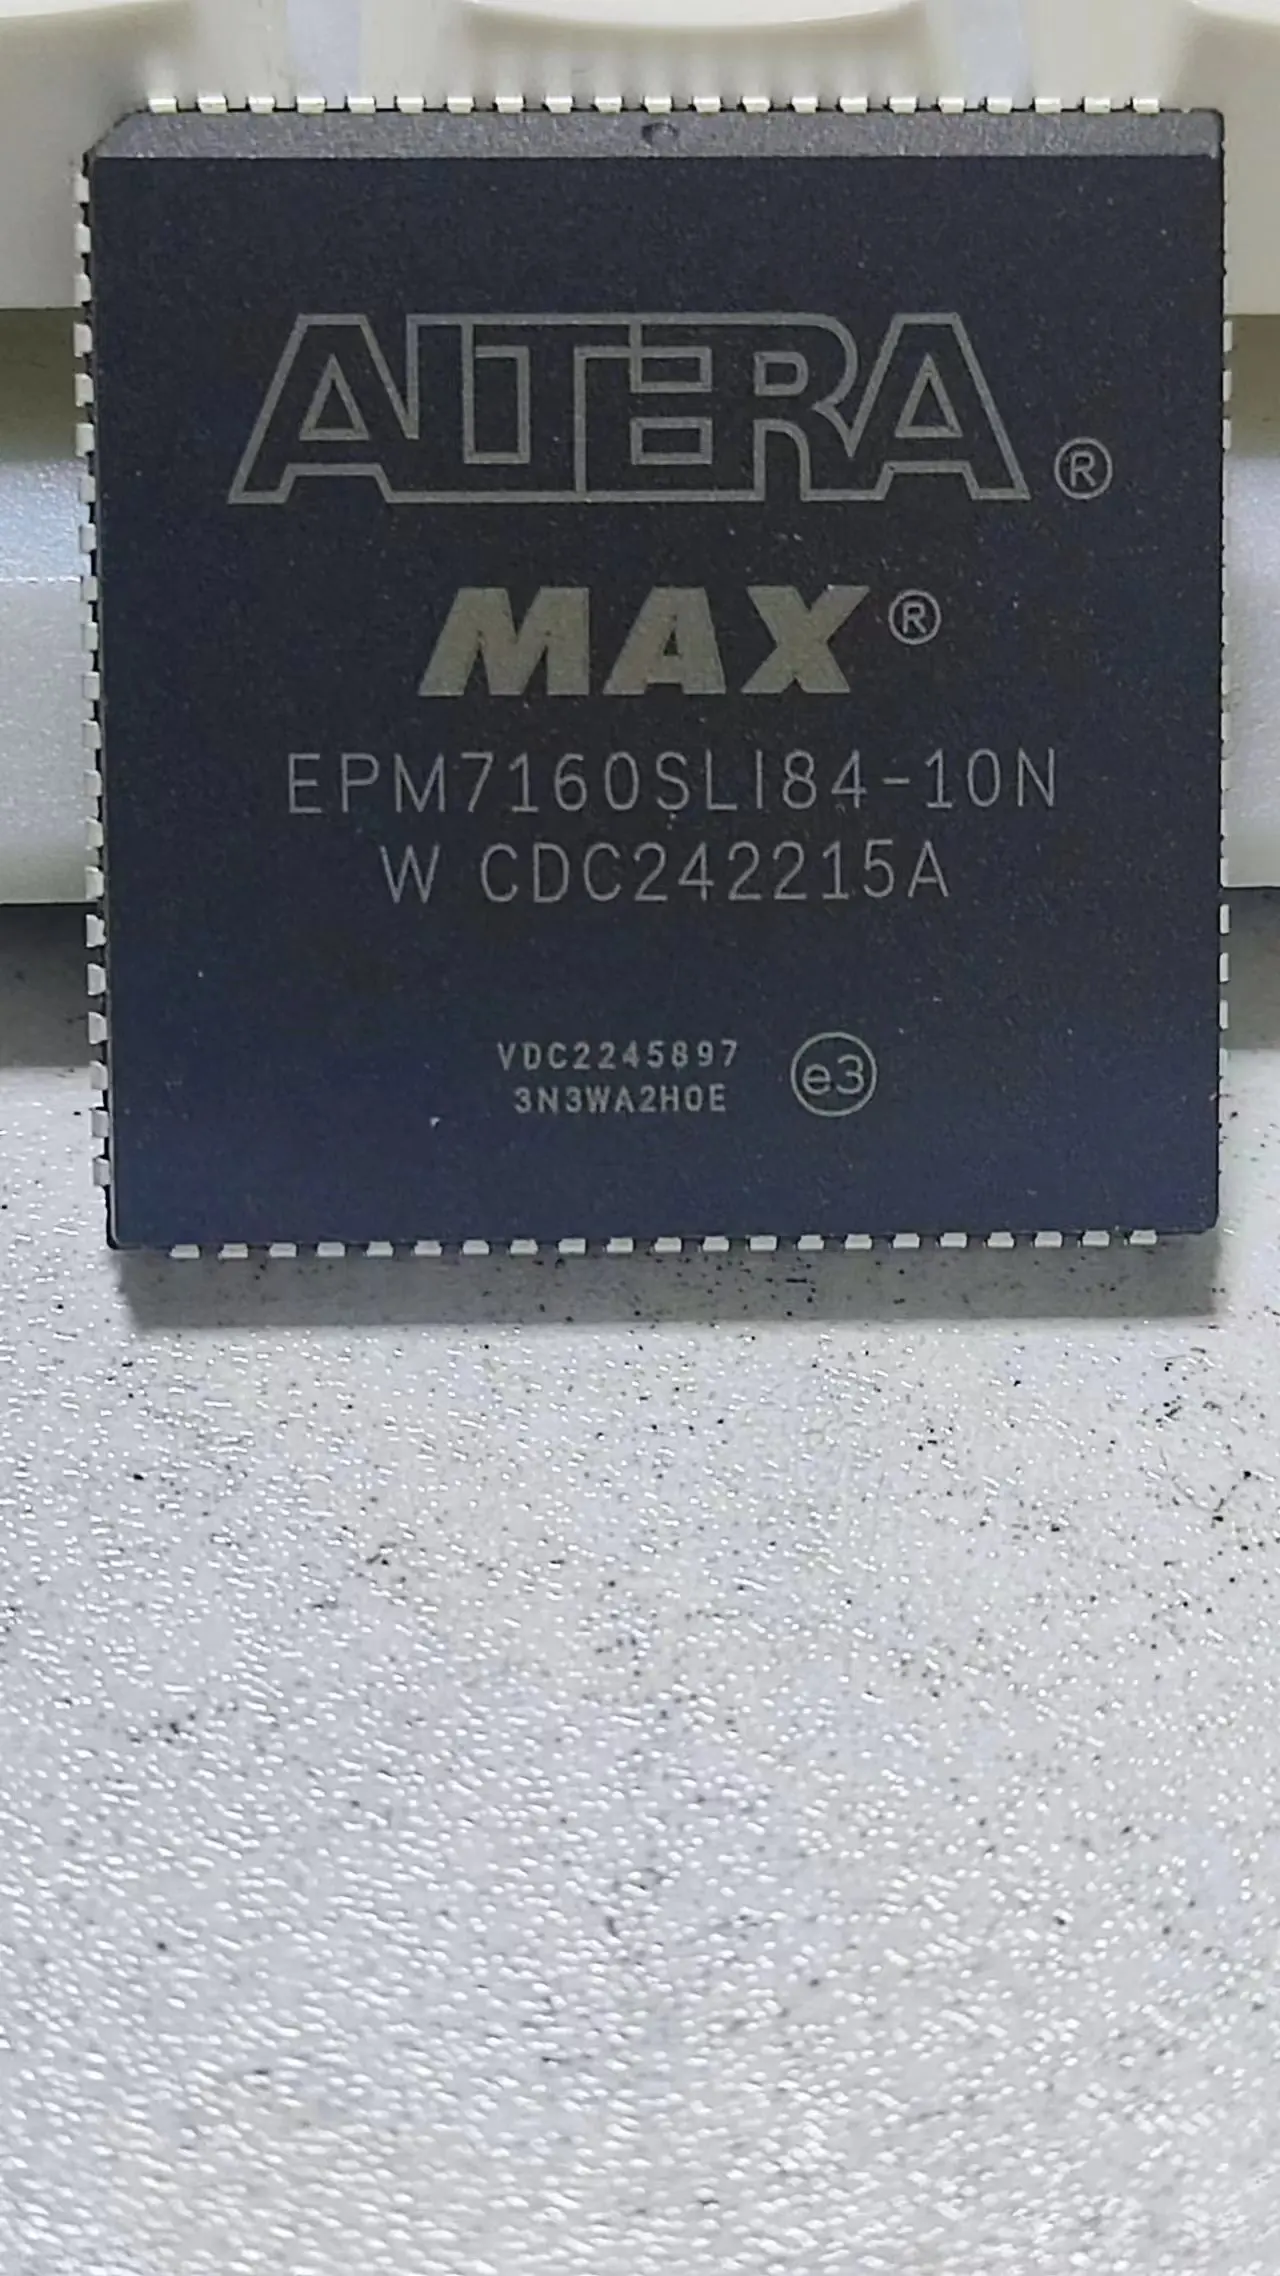 ALTERA ®
MAX ®
EPM7160SLI84-10N
W CDC242215A
VDC2245897
3N3WA2H0E
e3